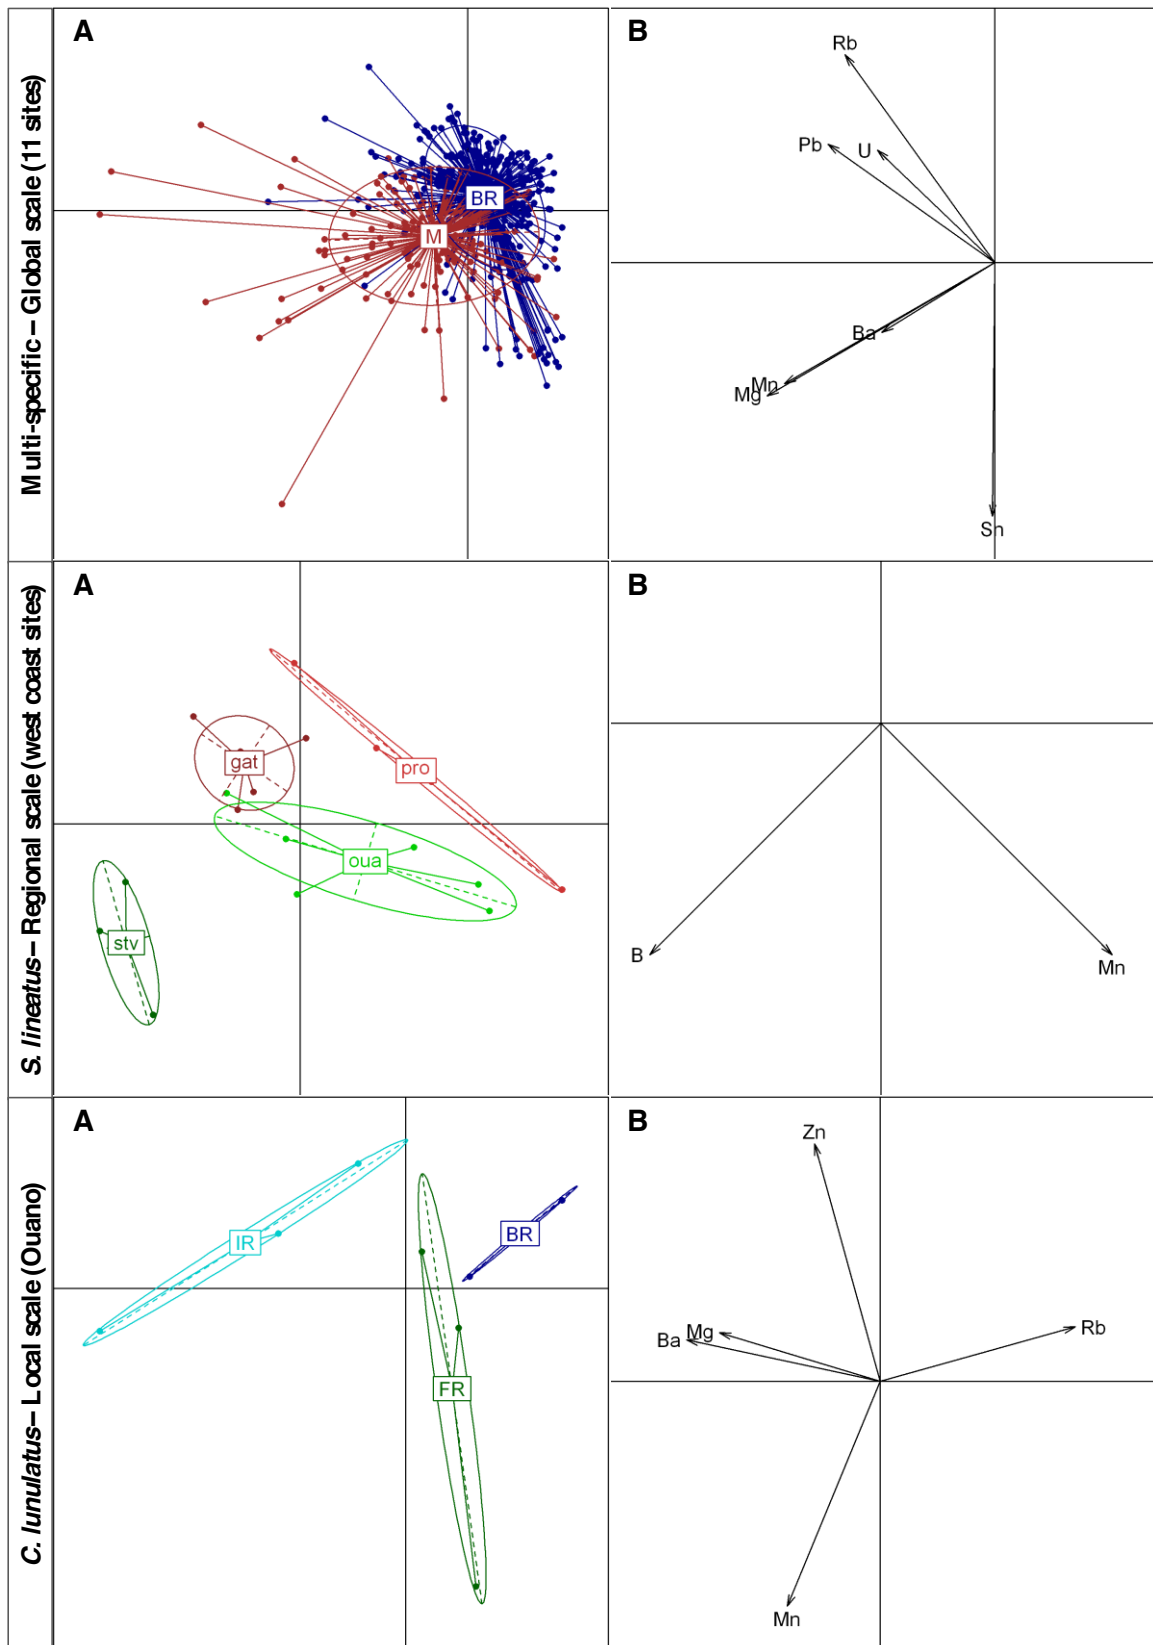 Multi-specific – Global scale (11 sites)
A
BR
M
B
Rb
Pb
U
Ba
Mn
Mg
Sn
S. lineatus – Regional scale (west coast sites)
A
gat
pro
oua
stv
B
B
Mn
C. lunulatus – Local scale (Ouano)
A
IR
BR
FR
B
Zn
Ba
Mg
Rb
Mn